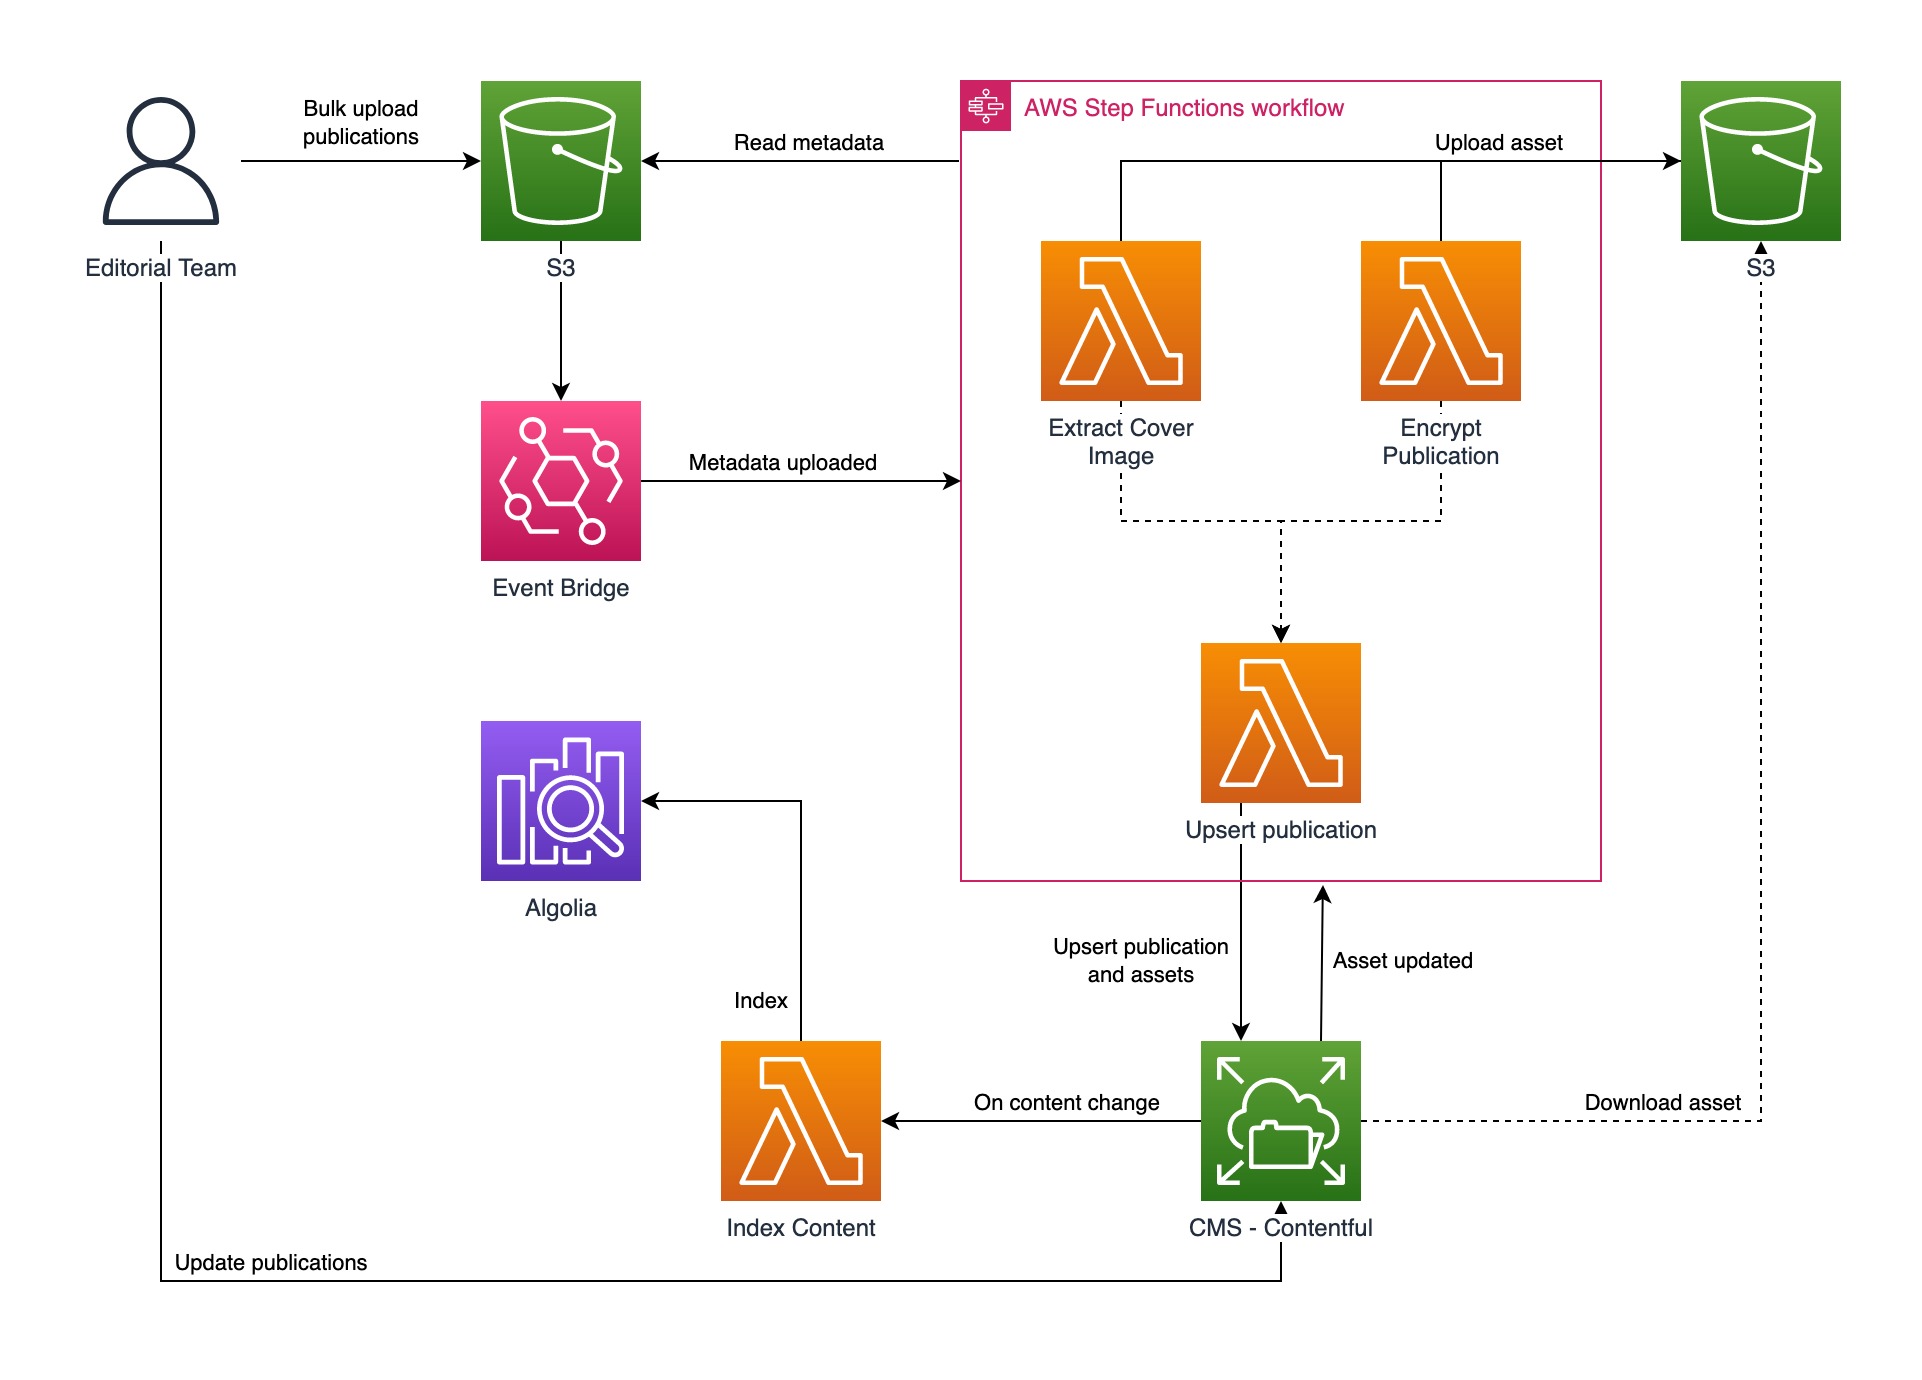 Bulk upload
publications
Read metadata
AWS Step Functions workflow
Upload asset
Editorial Team
S3
S3
Extract Cover
Image
Encrypt
Publication
Metadata uploaded
Event Bridge
Upsert publication
Algolia
Upsert publication
and assets
Asset updated
Index
On content change
Download asset
Index Content
CMS - Contentful
Update publications